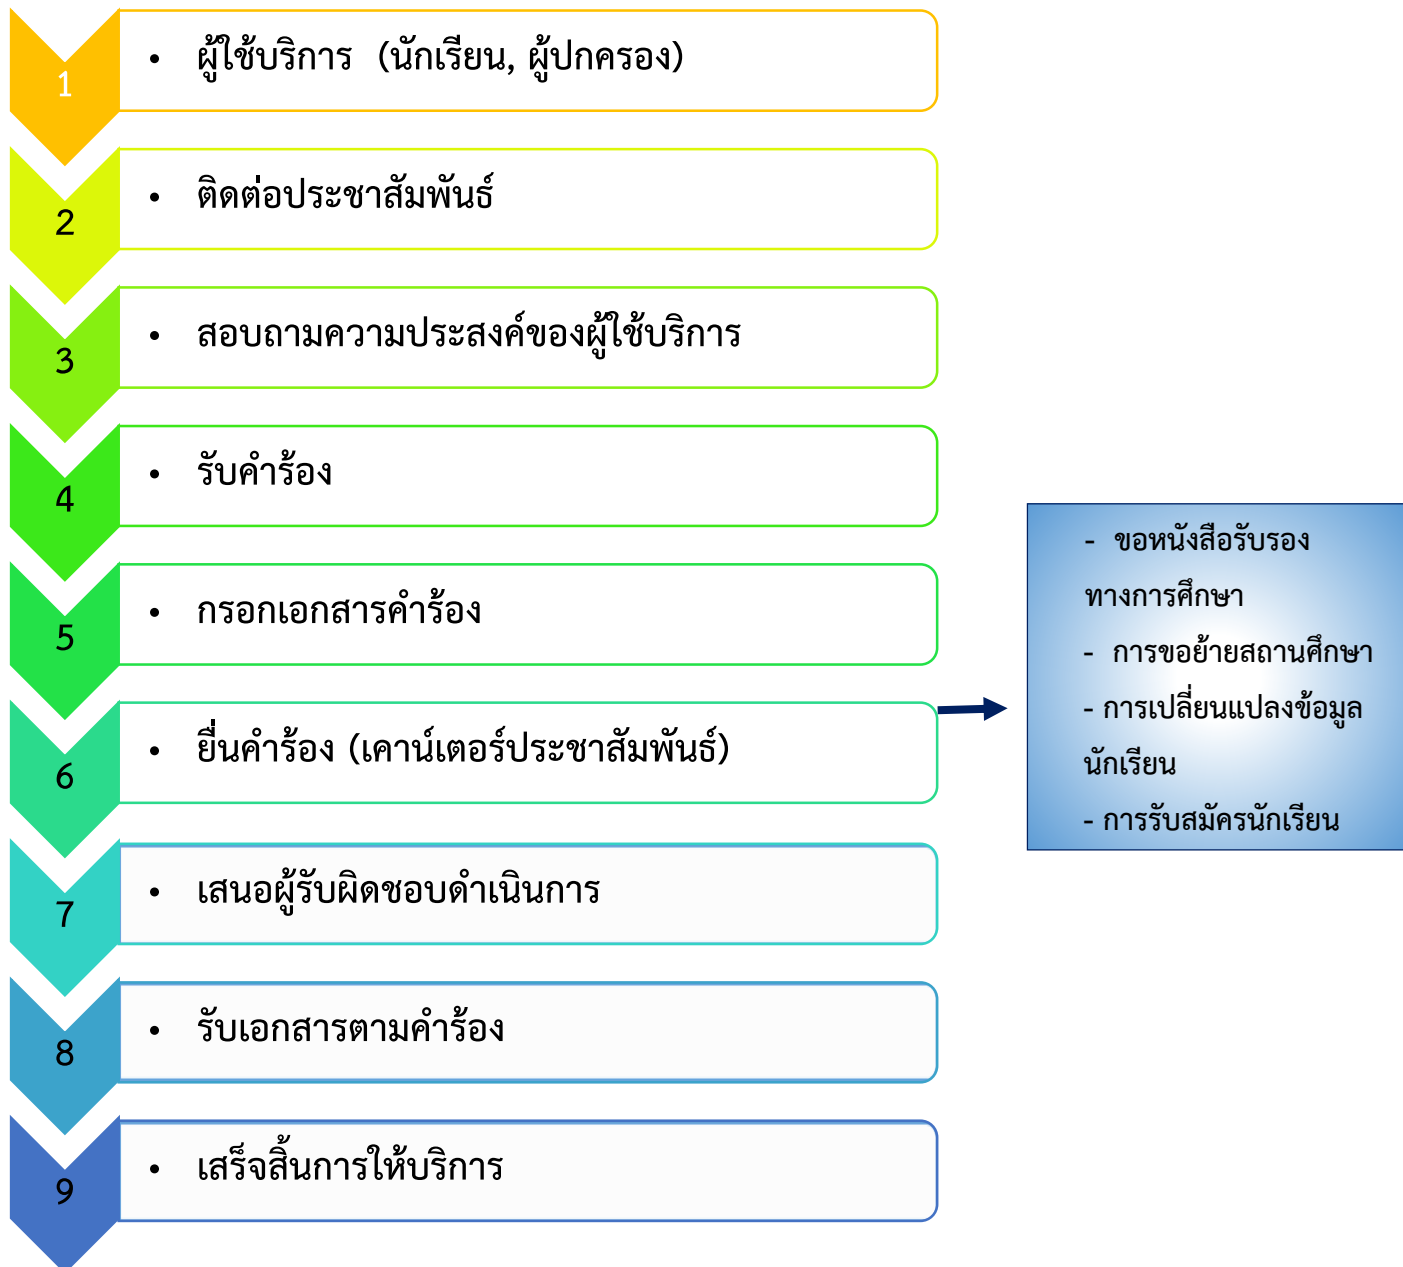 1
• ผู้ใช้บริการ (นักเรียน, ผู้ปกครอง)
2
• ติดต่อประชาสัมพันธ์
3
• สอบถามความประสงค์ของผู้ใช้บริการ
4
• รับคำร้อง
5
• กรอกเอกสารคำร้อง
6
• ยื่นคำร้อง (เคาน์เตอร์ประชาสัมพันธ์)
- ขอหนังสือรับรอง
ทางการศึกษา
- การขอย้ายสถานศึกษา
- การเปลี่ยนแปลงข้อมูล
นักเรียน
- การรับสมัครนักเรียน
7
• เสนอผู้รับผิดชอบดำเนินการ
8
• รับเอกสารตามคำร้อง
9
• เสร็จสิ้นการให้บริการ